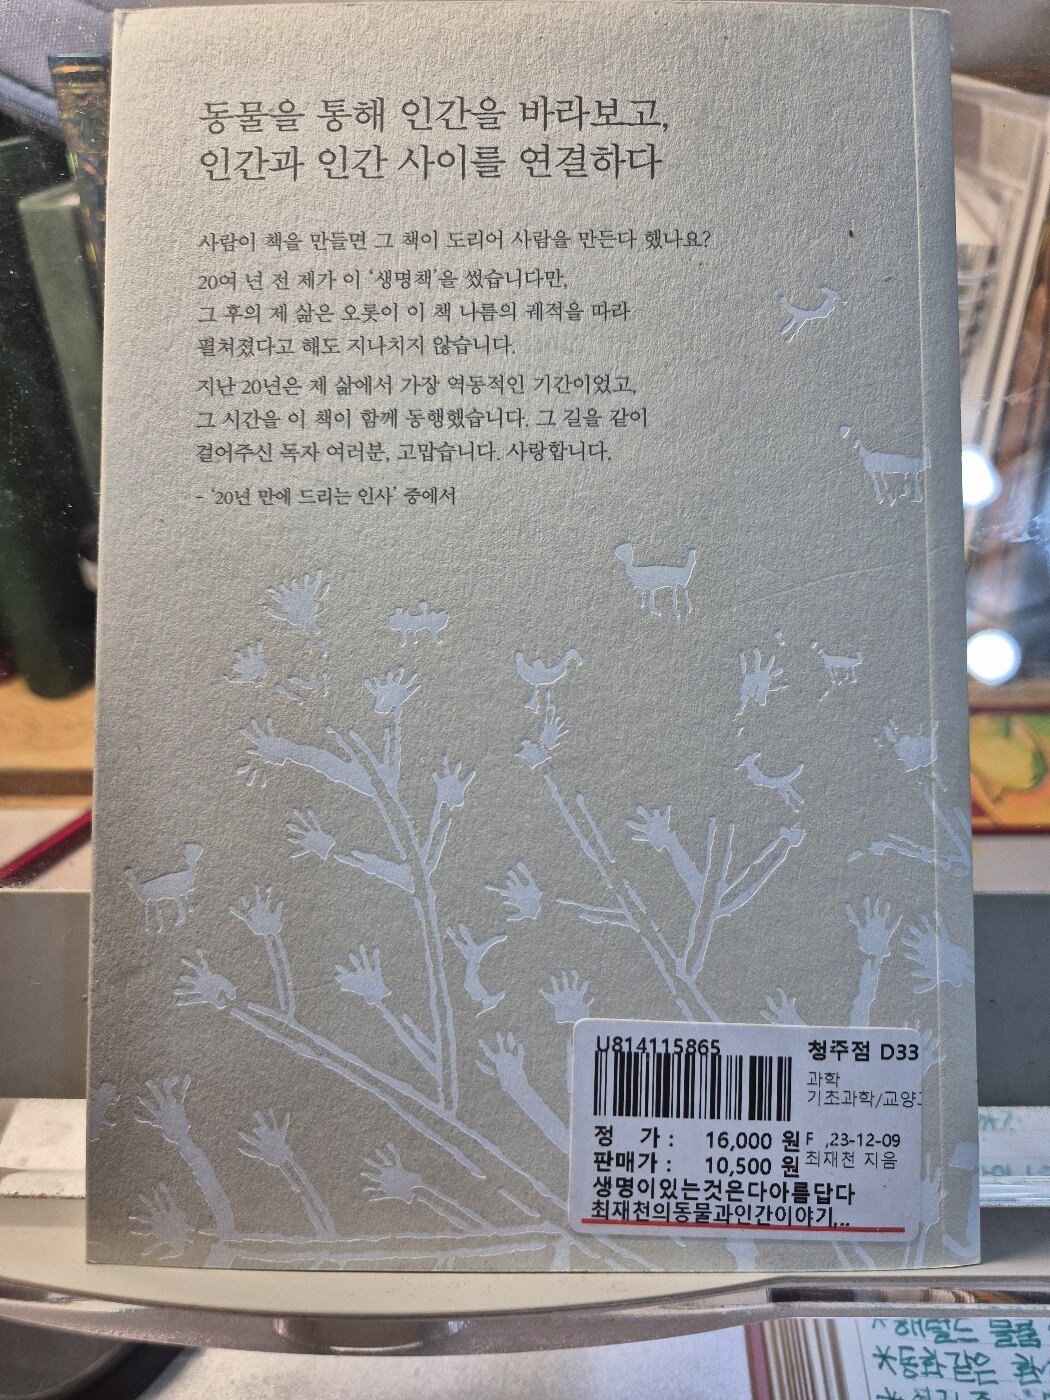 동물을 통해 인간을 바라보고,
인간과 인간 사이를 연결하다
사람이 책을 만들면 그 책이 도리어 사람을 만든다 했나요?
20여 년 전 제가 이 '생명책'을 썼습니다만,
그 후의 제 삶은 오롯이 이 책 나름의 궤적을 따라
펼쳐졌다고 해도 지나치지 않습니다.
지난 20년은 제 삶에서 가장 역동적인 기간이었고,
그 시간을 이 책이 함께 동행했습니다. 그 길을 같이
걸어주신 독자 여러분, 고맙습니다. 사랑합니다.
- '20년 만에 드리는 인사' 중에서
U814115865
청주점 D33
과학
기초과학/교양
정 가 : 16,000 원
F ,23-12-09
판매가 : 10,500 원
최재천 지음
생명이있는것은다아름답다
최재천의동물과인간이야기,..